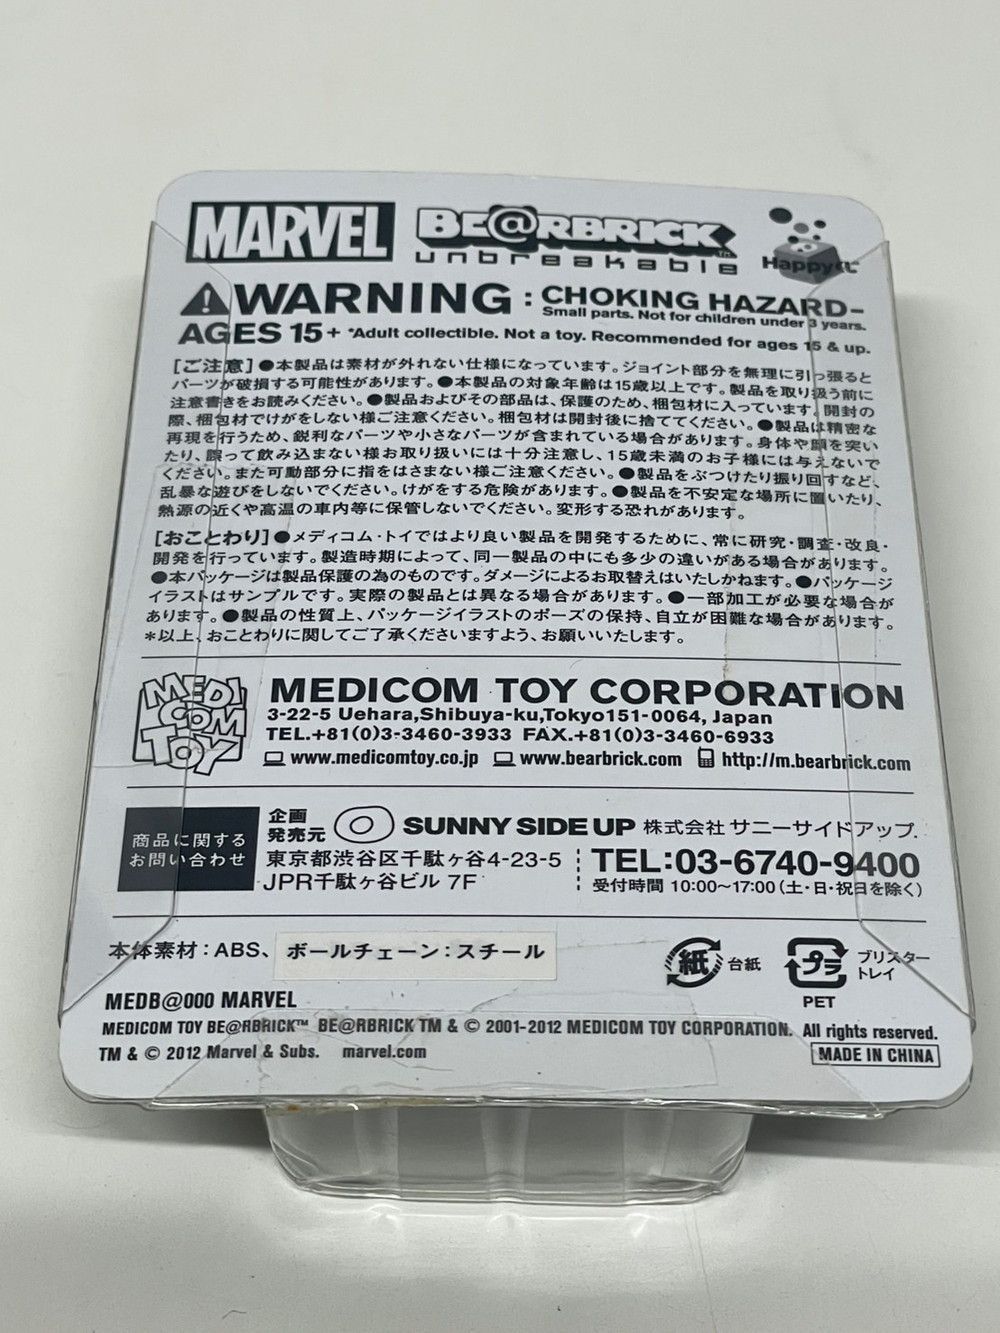 MARVEL BE@RBRICK™
unbreakable Happyくじ
⚠WARNING : CHOKING HAZARD-
Small parts. Not for children under 3 years.
AGES 15+ *Adult collectible. Not a toy. Recommended for ages 15 & up.
[ご注意]●本製品は素材が外れない仕様になっています。ジョイント部分を無理に引っ張ると
パーツが破損する可能性があります。●本製品の対象年齢は15歳以上です。製品を取り扱う前に
注意書きをお読みください。●製品およびその部品は、保護のため、梱包材に入っています。開封の
際、梱包材でけがをしない様ご注意ください。梱包材は開封後に捨ててください。●製品は精密な
再現を行うため、鋭利なパーツや小さなパーツが含まれている場合があります。身体や顔を突い
たり、誤って飲み込まない様お取り扱いには十分注意し、15歳未満のお子様には与えないで
ください。また可動部分に指をはさまない様ご注意ください。●製品をぶつけたり振り回すなど、
乱暴な遊びをしないでください。けがをする危険があります。●製品を不安定な場所に置いたり、
熱源の近くや高温の車内等に保管しないでください。変形する恐れがあります。
[おことわり]●メディコム・トイではより良い製品を開発するために、常に研究・調査・改良・
開発を行っています。製造時期によって、同一製品の中にも多少の違いがある場合があります。
●本パッケージは製品保護の為のものです。ダメージによるお取替えはいたしかねます。●パッケージ
イラストはサンプルです。実際の製品とは異なる場合があります。●一部加工が必要な場合が
あります。●製品の性質上、パッケージイラストのポーズの保持、自立が困難な場合があります。
*以上、おことわりに関してご了承くださいますよう、お願いいたします。
MEDI
COM
TOY
MEDICOM TOY CORPORATION
3-22-5 Uehara,Shibuya-ku,Tokyo151-0064, Japan
TEL.+81(0)3-3460-3933 FAX.+81(0)3-3460-6933
www.medicomtoy.co.jp www.bearbrick.com http://m.bearbrick.com
商品に関する
お問い合わせ
企画
発売元
SUNNY SIDE UP 株式会社 サニーサイドアップ.
東京都渋谷区千駄ヶ谷4-23-5
JPR千駄ヶ谷ビル 7F
TEL:03-6740-9400
受付時間 10:00~17:00(土・日・祝日を除く)
本体素材:ABS、ボールチェーン:スチール
紙 台紙
プラ ブリスター
トレイ
PET
MEDB@000 MARVEL
MEDICOM TOY BE@RBRICK™ BE@RBRICK TM & © 2001-2012 MEDICOM TOY CORPORATION. All rights reserved.
TM & © 2012 Marvel & Subs. marvel.com
MADE IN CHINA